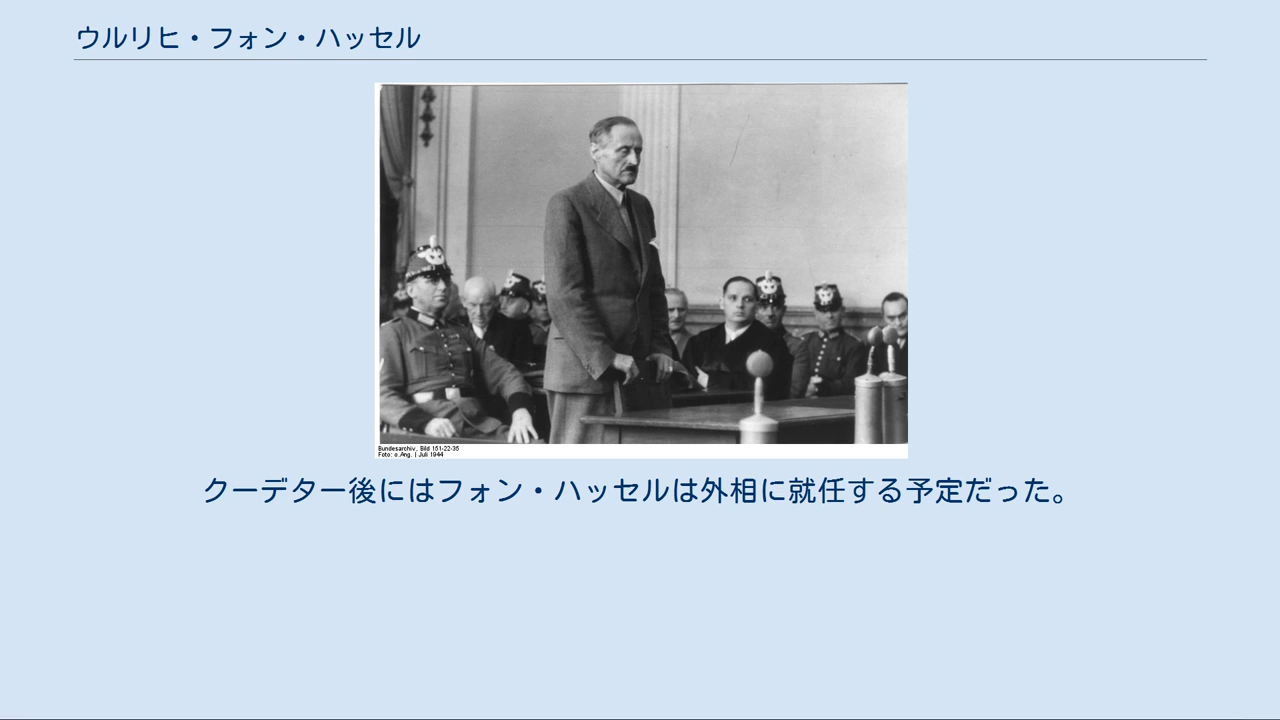 ウルリヒ・フォン・ハッセル
Bundesarchiv, Bild 151-22-35
Foto: o.Ang. | Juli 1944
クーデター後にはフォン・ハッセルは外相に就任する予定だった。